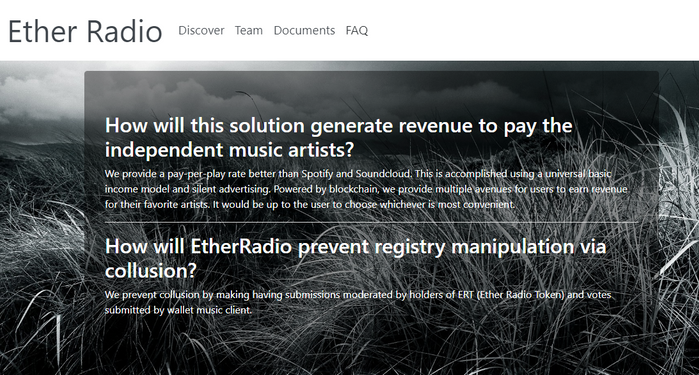 Ether Radio Discover Team Documents FAQ
How will this solution generate revenue to pay the
independent music artists?
We provide a pay-per-play rate better than Spotify and Soundcloud. This is accomplished using a universal basic
income model and silent advertising. Powered by blockchain, we provide multiple avenues for users to earn revenue
for their favorite artists. It would be up to the user to choose whichever is most convenient.
How will EtherRadio prevent registry manipulation via
collusion?
We prevent collusion by making having submissions moderated by holders of ERT (Ether Radio Token) and votes
submitted by wallet music client.